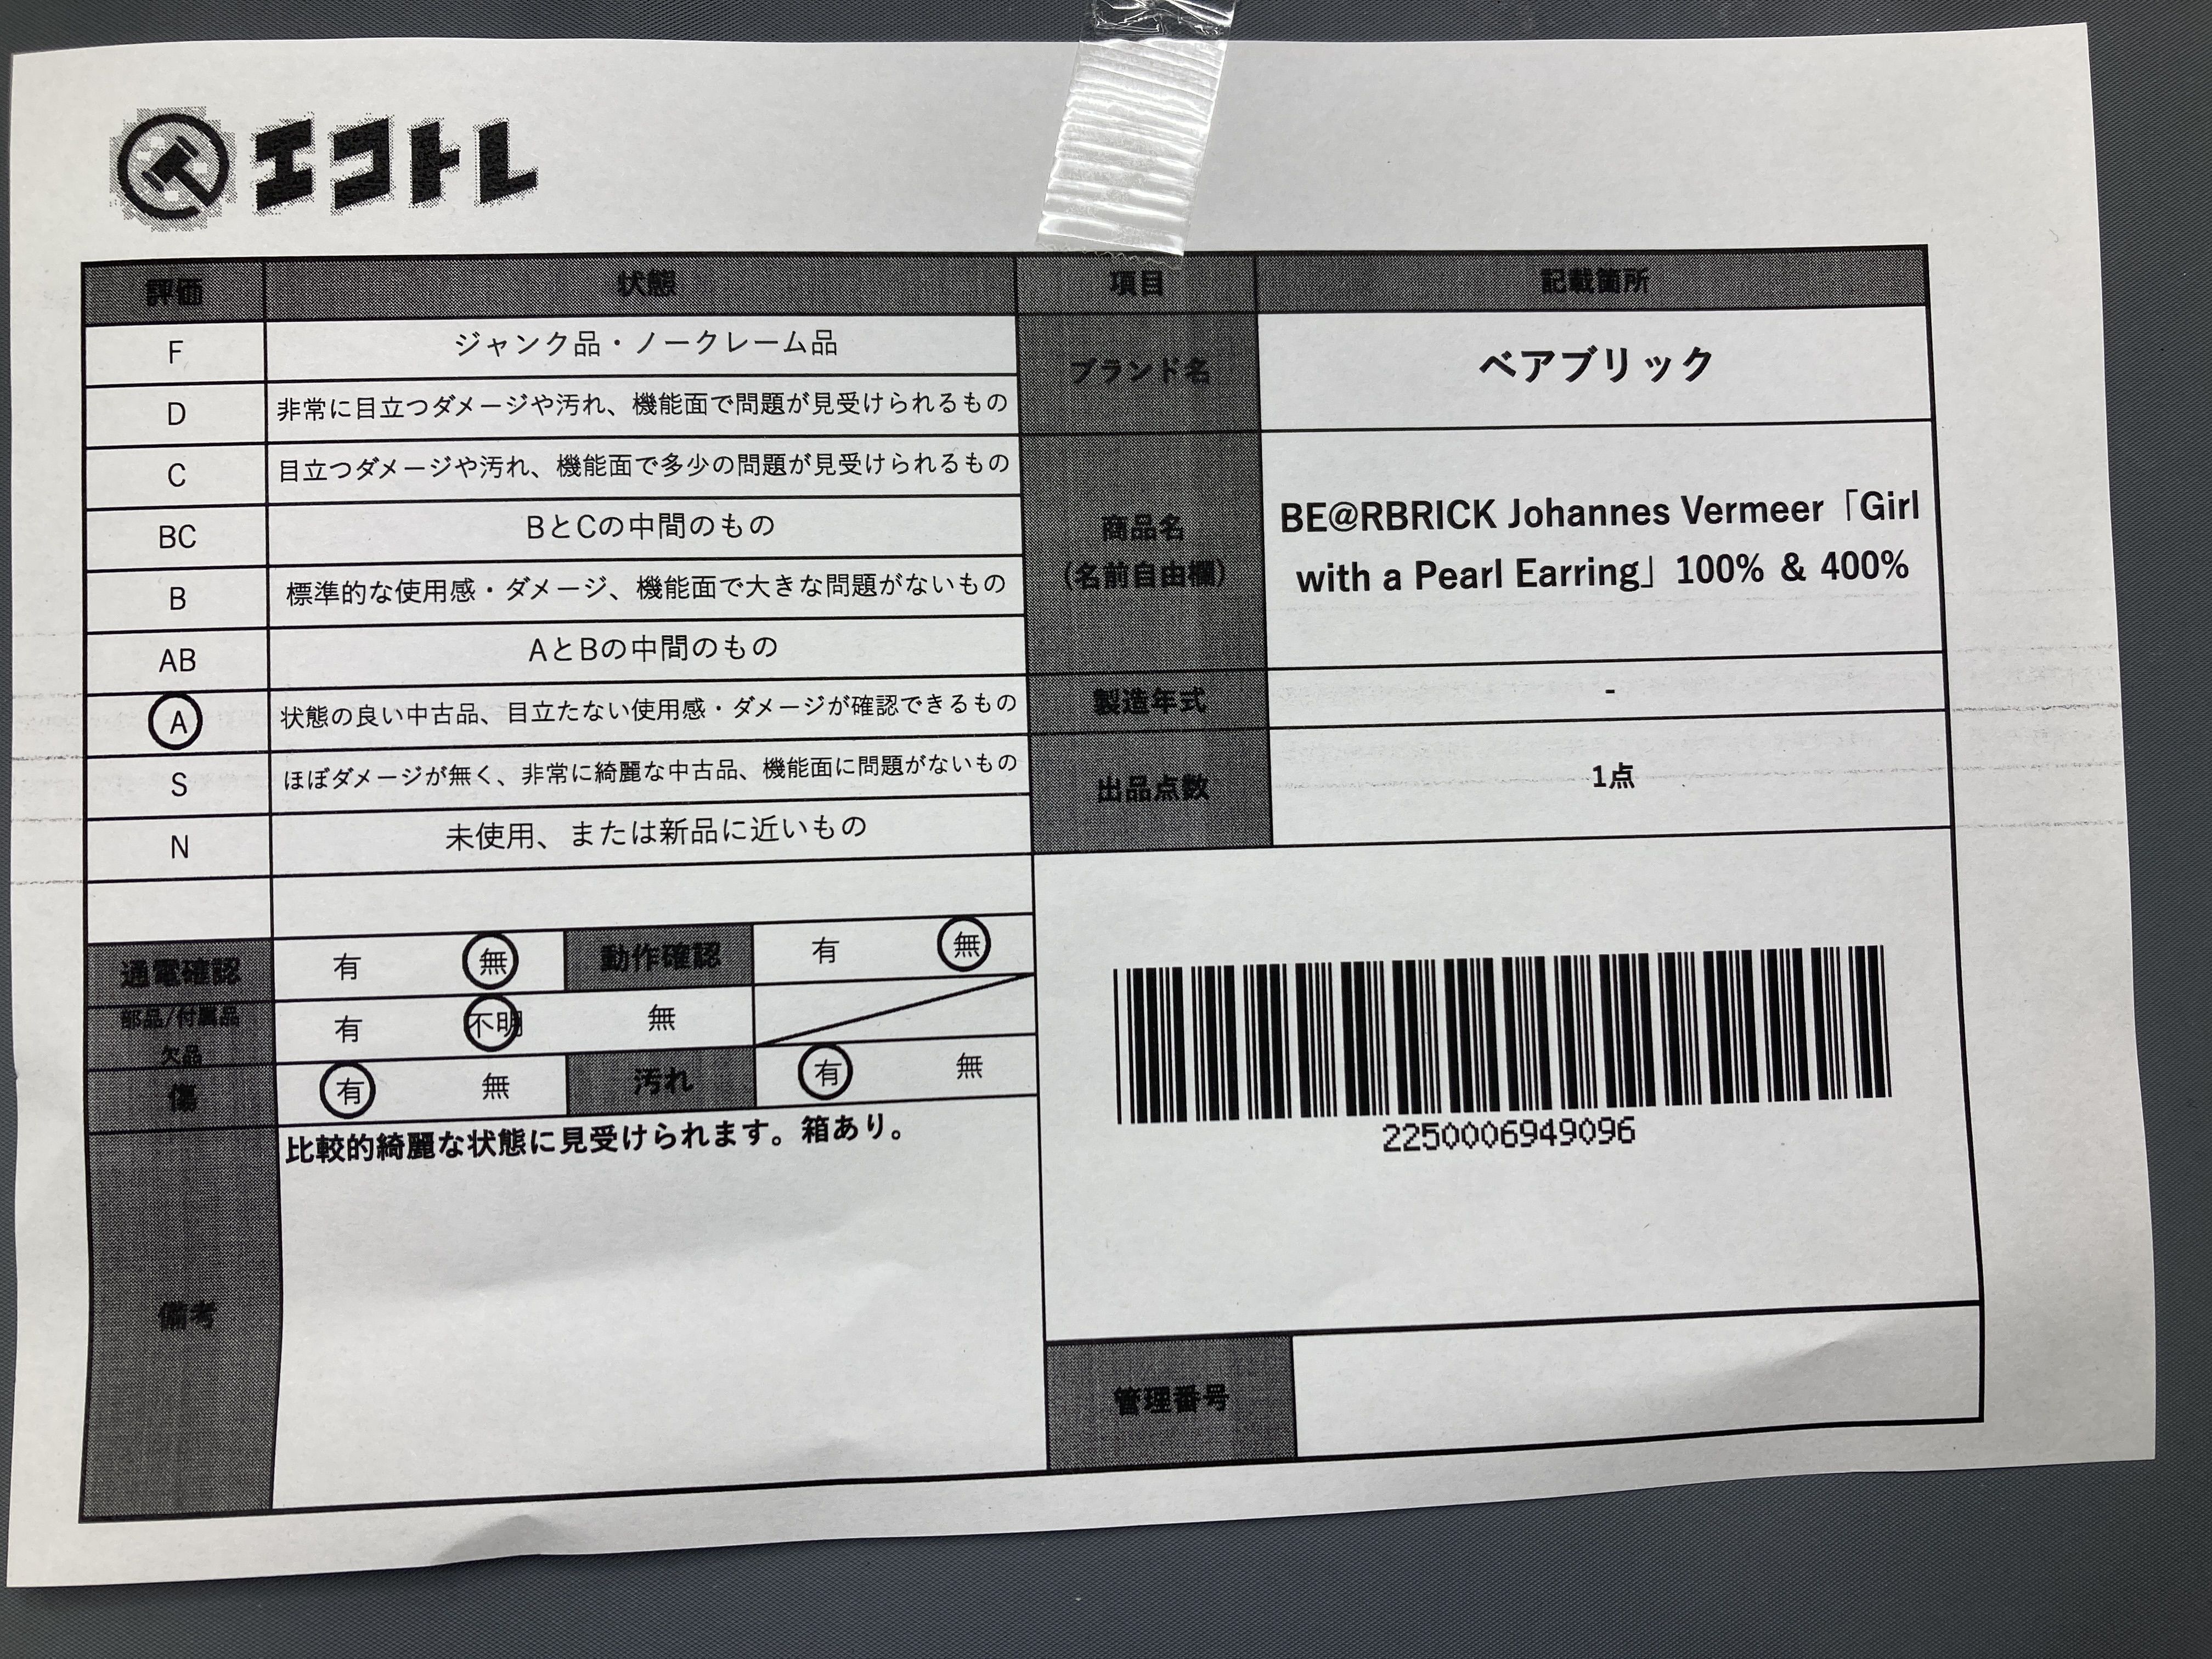 エコトレ
評価 状態 項目 記載箇所
F ジャンク品・ノークレーム品
D 非常に目立つダメージや汚れ、機能面で問題が見受けられるもの
C 目立つダメージや汚れ、機能面で多少の問題が見受けられるもの
BC BとCの中間のもの
B 標準的な使用感・ダメージ、機能面で大きな問題がないもの
AB AとBの中間のもの
A 状態の良い中古品、目立たない使用感・ダメージが確認できるもの
S ほぼダメージが無く、非常に綺麗な中古品、機能面に問題がないもの
N 未使用、または新品に近いもの
通電確認 有 無 動作確認 有 無
部品/付属品
欠品 有 不明 無
傷 有 無 汚れ 有 無
備考 比較的綺麗な状態に見受けられます。箱あり。
ブランド名 ベアブリック
商品名
(名前自由欄)
BE@RBRICK Johannes Vermeer「Girl
with a Pearl Earring」100% & 400%
製造年式 -
出品点数 1点
2250006949096
管理番号